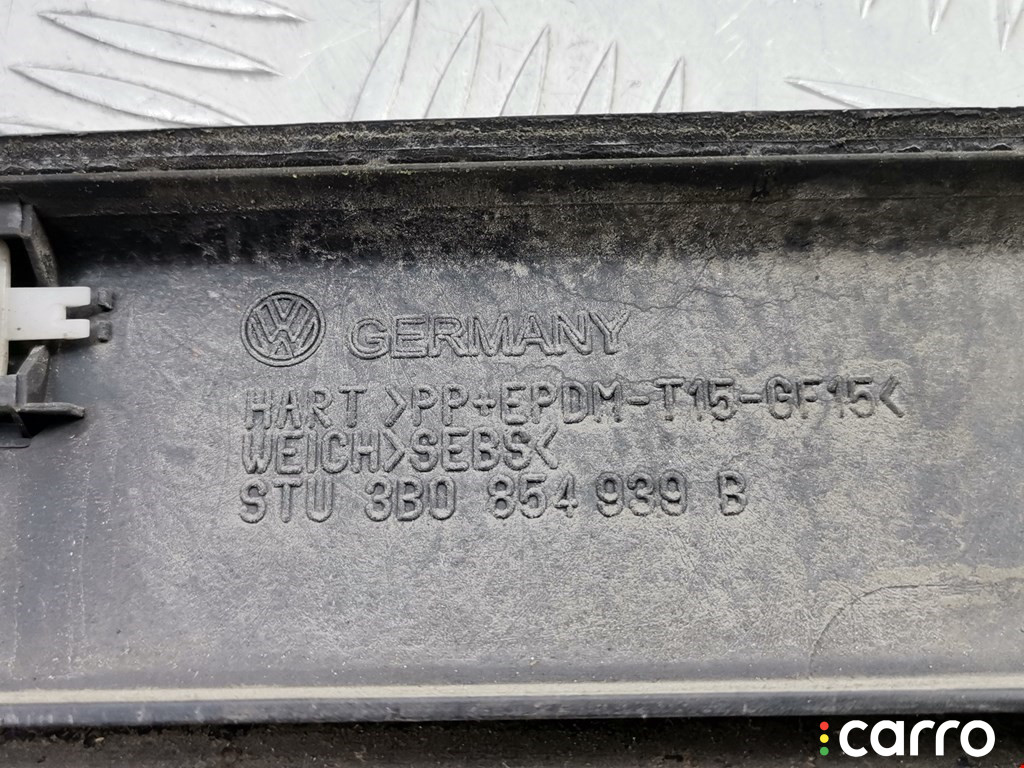 GERMANY
HART >PP+EPDM-T15-GF15<
WEICH>SEBS<
STU 3B0 854 939 B
carro